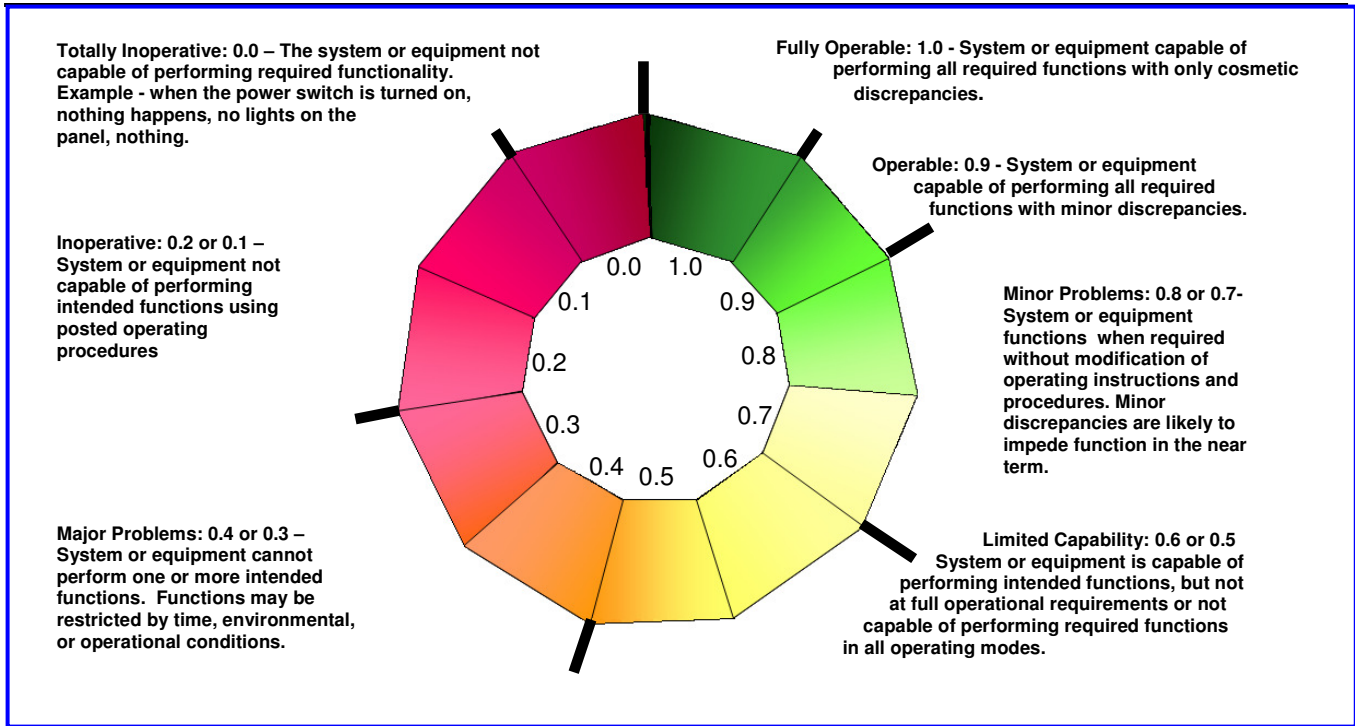 Totally Inoperative: 0.0 – The system or equipment not
capable of performing required functionality.
Example - when the power switch is turned on,
nothing happens, no lights on the
panel, nothing.
Fully Operable: 1.0 - System or equipment capable of
performing all required functions with only cosmetic
discrepancies.
Operable: 0.9 - System or equipment
capable of performing all required
functions with minor discrepancies.
Inoperative: 0.2 or 0.1 –
System or equipment not
capable of performing
intended functions using
posted operating
procedures
Minor Problems: 0.8 or 0.7-
System or equipment
functions when required
without modification of
operating instructions and
procedures. Minor
discrepancies are likely to
impede function in the near
term.
Major Problems: 0.4 or 0.3 –
System or equipment cannot
perform one or more intended
functions. Functions may be
restricted by time, environmental,
or operational conditions.
Limited Capability: 0.6 or 0.5
System or equipment is capable of
performing intended functions, but not
at full operational requirements or not
capable of performing required functions
in all operating modes.
0.0
1.0
0.1
0.9
0.2
0.8
0.3
0.7
0.4
0.5
0.6